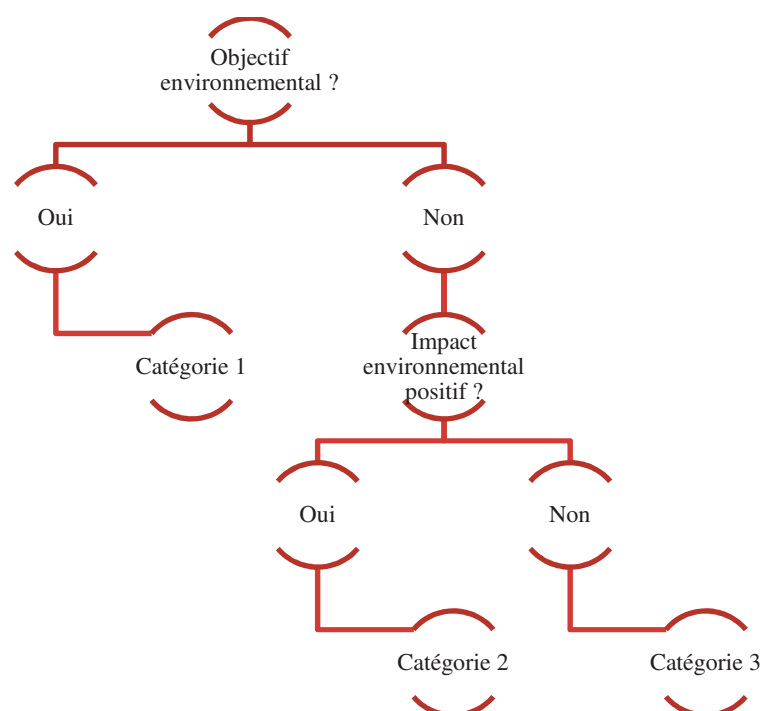 Objectif
environnemental ?
Oui
Non
Catégorie 1
Impact
environnemental
positif ?
Oui
Non
Catégorie 2
Catégorie 3